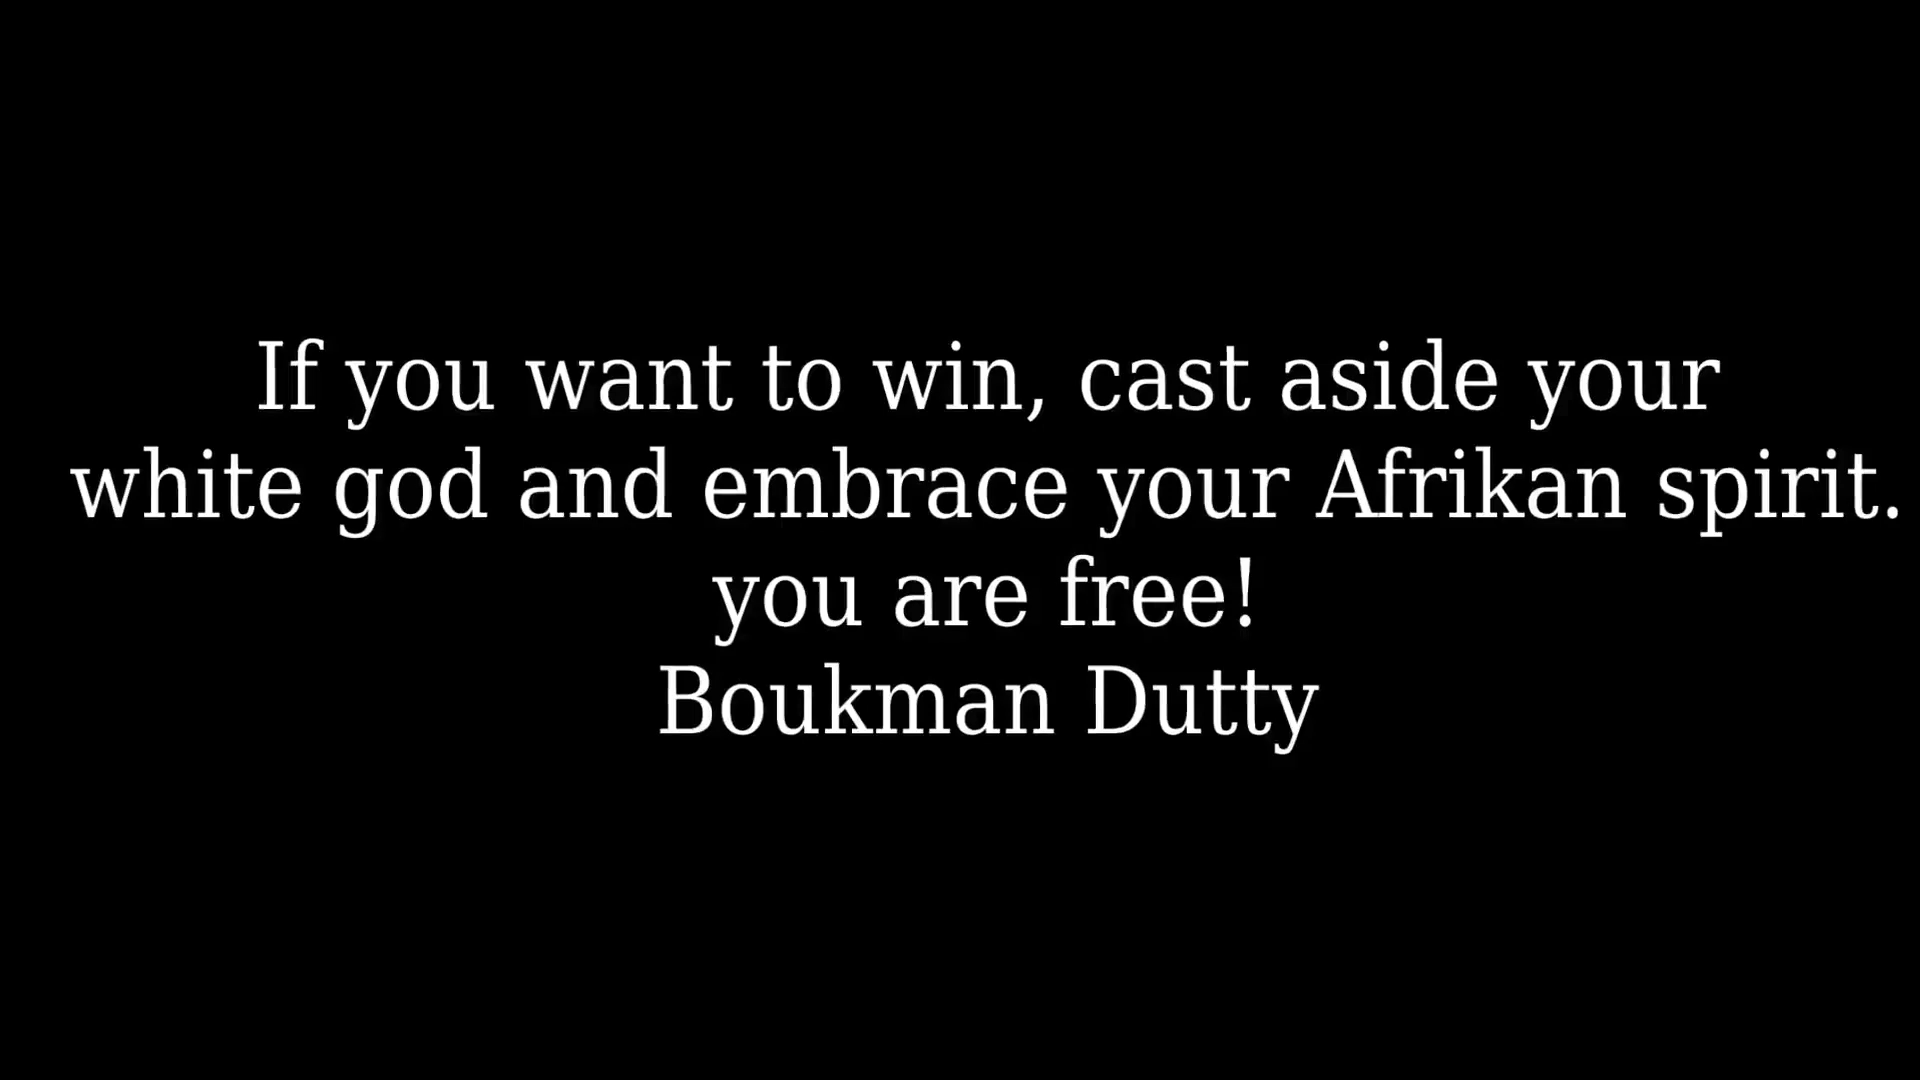 If you want to win, cast aside your
white god and embrace your Afrikan spirit.
you are free!
Boukman Dutty